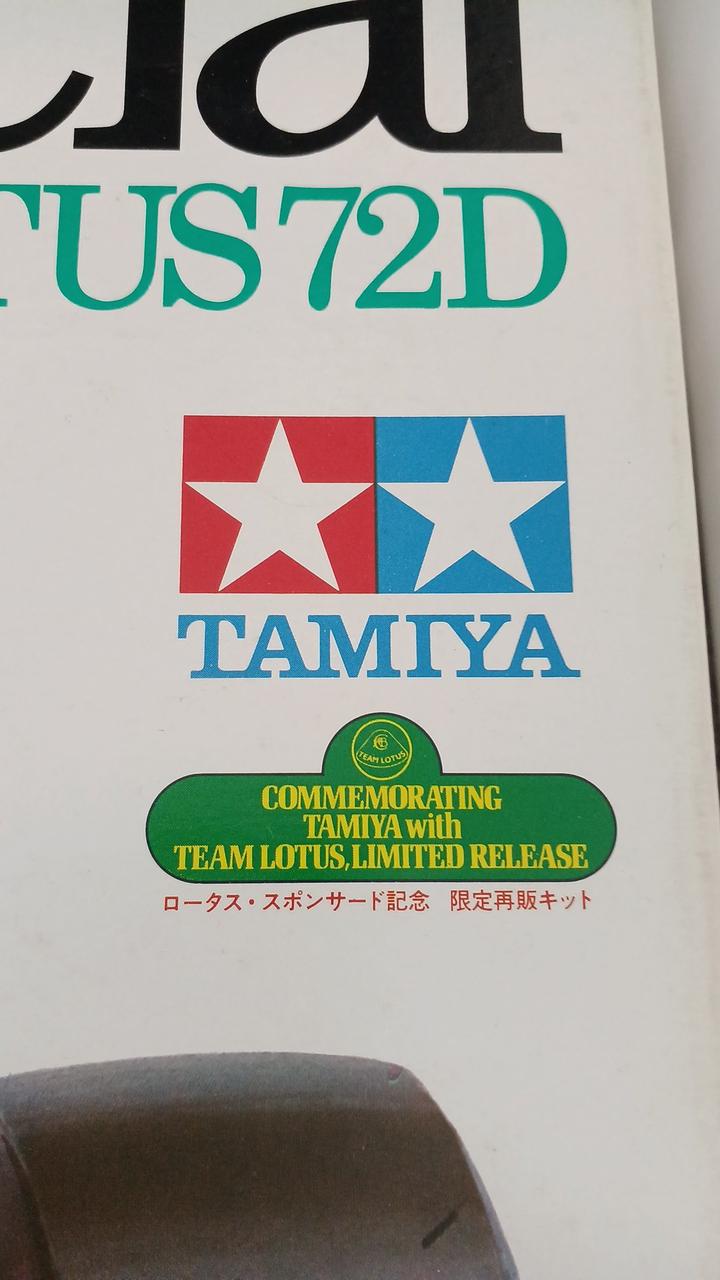 ial
TUS 72D
TAMIYA
TEAM LOTUS
COMMEMORATING
TAMIYA with
TEAM LOTUS, LIMITED RELEASE
ロータス・スポンサード記念 限定再販キット